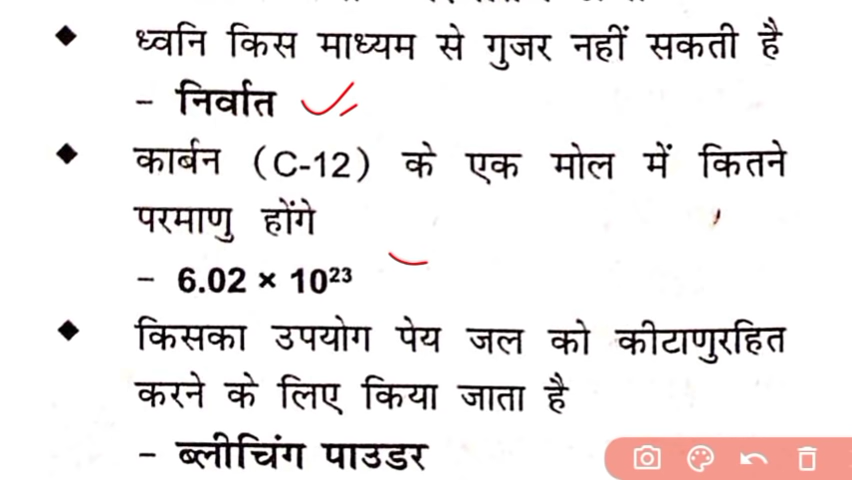 ◆ ध्वनि किस माध्यम से गुजर नहीं सकती है
– निर्वात
◆ कार्बन (C-12) के एक मोल में कितने
परमाणु होंगे
– 6.02 × 10²³
◆ किसका उपयोग पेय जल को कीटाणुरहित
करने के लिए किया जाता है
– ब्लीचिंग पाउडर